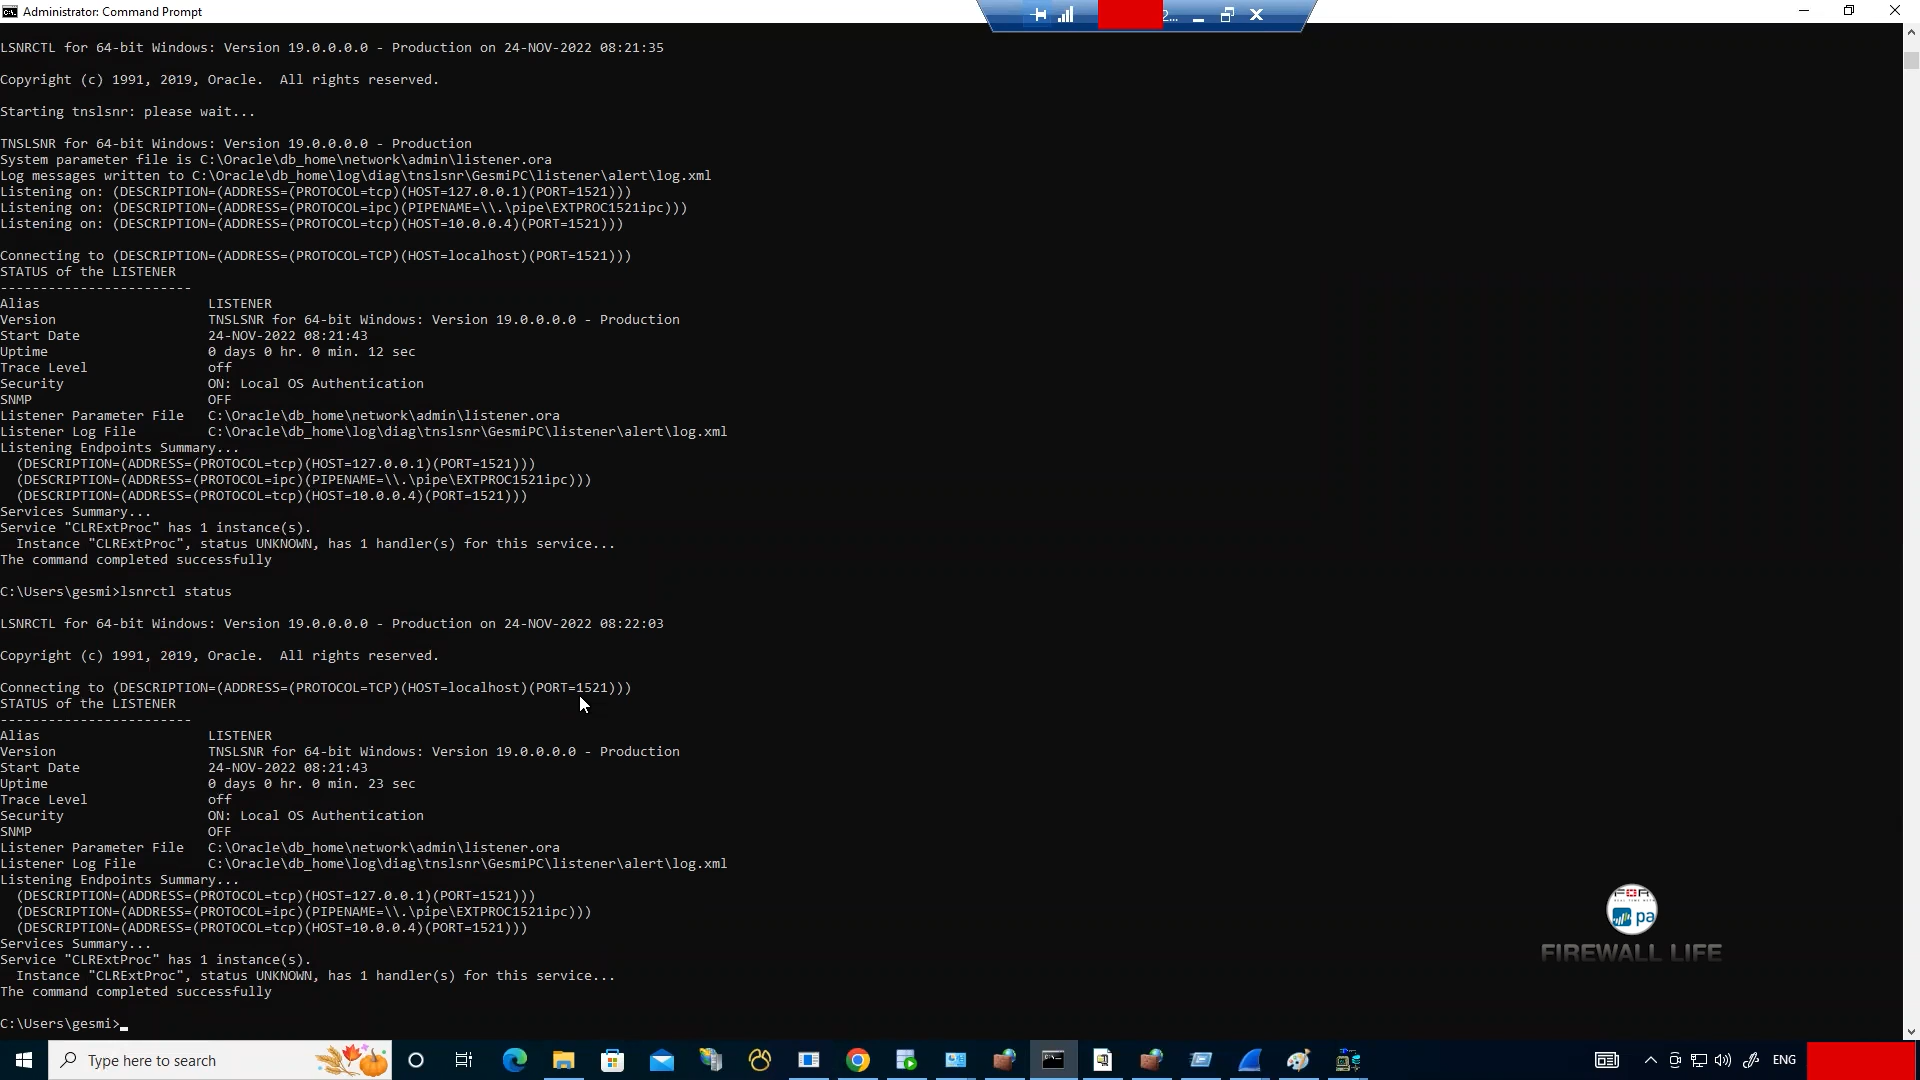 Administrator: Command Prompt
2...
LSNRCTL for 64-bit Windows: Version 19.0.0.0.0 - Production on 24-NOV-2022 08:21:35
Copyright (c) 1991, 2019, Oracle.  All rights reserved.
Starting tnslsnr: please wait...
TNSLSNR for 64-bit Windows: Version 19.0.0.0.0 - Production
System parameter file is C:\Oracle\db_home\network\admin\listener.ora
Log messages written to C:\Oracle\db_home\log\diag\tnslsnr\GesmiPC\listener\alert\log.xml
Listening on: (DESCRIPTION=(ADDRESS=(PROTOCOL=tcp)(HOST=127.0.0.1)(PORT=1521)))
Listening on: (DESCRIPTION=(ADDRESS=(PROTOCOL=ipc)(PIPENAME=\\.\pipe\EXTPROC1521ipc)))
Listening on: (DESCRIPTION=(ADDRESS=(PROTOCOL=tcp)(HOST=10.0.0.4)(PORT=1521)))
Connecting to (DESCRIPTION=(ADDRESS=(PROTOCOL=TCP)(HOST=localhost)(PORT=1521)))
STATUS of the LISTENER
------------------------
Alias                     LISTENER
Version                   TNSLSNR for 64-bit Windows: Version 19.0.0.0.0 - Production
Start Date                24-NOV-2022 08:21:43
Uptime                    0 days 0 hr. 0 min. 12 sec
Trace Level               off
Security                  ON: Local OS Authentication
SNMP                      OFF
Listener Parameter File   C:\Oracle\db_home\network\admin\listener.ora
Listener Log File         C:\Oracle\db_home\log\diag\tnslsnr\GesmiPC\listener\alert\log.xml
Listening Endpoints Summary...
  (DESCRIPTION=(ADDRESS=(PROTOCOL=tcp)(HOST=127.0.0.1)(PORT=1521)))
  (DESCRIPTION=(ADDRESS=(PROTOCOL=ipc)(PIPENAME=\\.\pipe\EXTPROC1521ipc)))
  (DESCRIPTION=(ADDRESS=(PROTOCOL=tcp)(HOST=10.0.0.4)(PORT=1521)))
Services Summary...
Service "CLRExtProc" has 1 instance(s).
  Instance "CLRExtProc", status UNKNOWN, has 1 handler(s) for this service...
The command completed successfully
C:\Users\gesmi>lsnrctl status
LSNRCTL for 64-bit Windows: Version 19.0.0.0.0 - Production on 24-NOV-2022 08:22:03
Copyright (c) 1991, 2019, Oracle.  All rights reserved.
Connecting to (DESCRIPTION=(ADDRESS=(PROTOCOL=TCP)(HOST=localhost)(PORT=1521)))
STATUS of the LISTENER
------------------------
Alias                     LISTENER
Version                   TNSLSNR for 64-bit Windows: Version 19.0.0.0.0 - Production
Start Date                24-NOV-2022 08:21:43
Uptime                    0 days 0 hr. 0 min. 23 sec
Trace Level               off
Security                  ON: Local OS Authentication
SNMP                      OFF
Listener Parameter File   C:\Oracle\db_home\network\admin\listener.ora
Listener Log File         C:\Oracle\db_home\log\diag\tnslsnr\GesmiPC\listener\alert\log.xml
Listening Endpoints Summary...
  (DESCRIPTION=(ADDRESS=(PROTOCOL=tcp)(HOST=127.0.0.1)(PORT=1521)))
  (DESCRIPTION=(ADDRESS=(PROTOCOL=ipc)(PIPENAME=\\.\pipe\EXTPROC1521ipc)))
  (DESCRIPTION=(ADDRESS=(PROTOCOL=tcp)(HOST=10.0.0.4)(PORT=1521)))
Services Summary...
Service "CLRExtProc" has 1 instance(s).
  Instance "CLRExtProc", status UNKNOWN, has 1 handler(s) for this service...
The command completed successfully
C:\Users\gesmi>
pa
FIREWALL LIFE
Type here to search
ENG